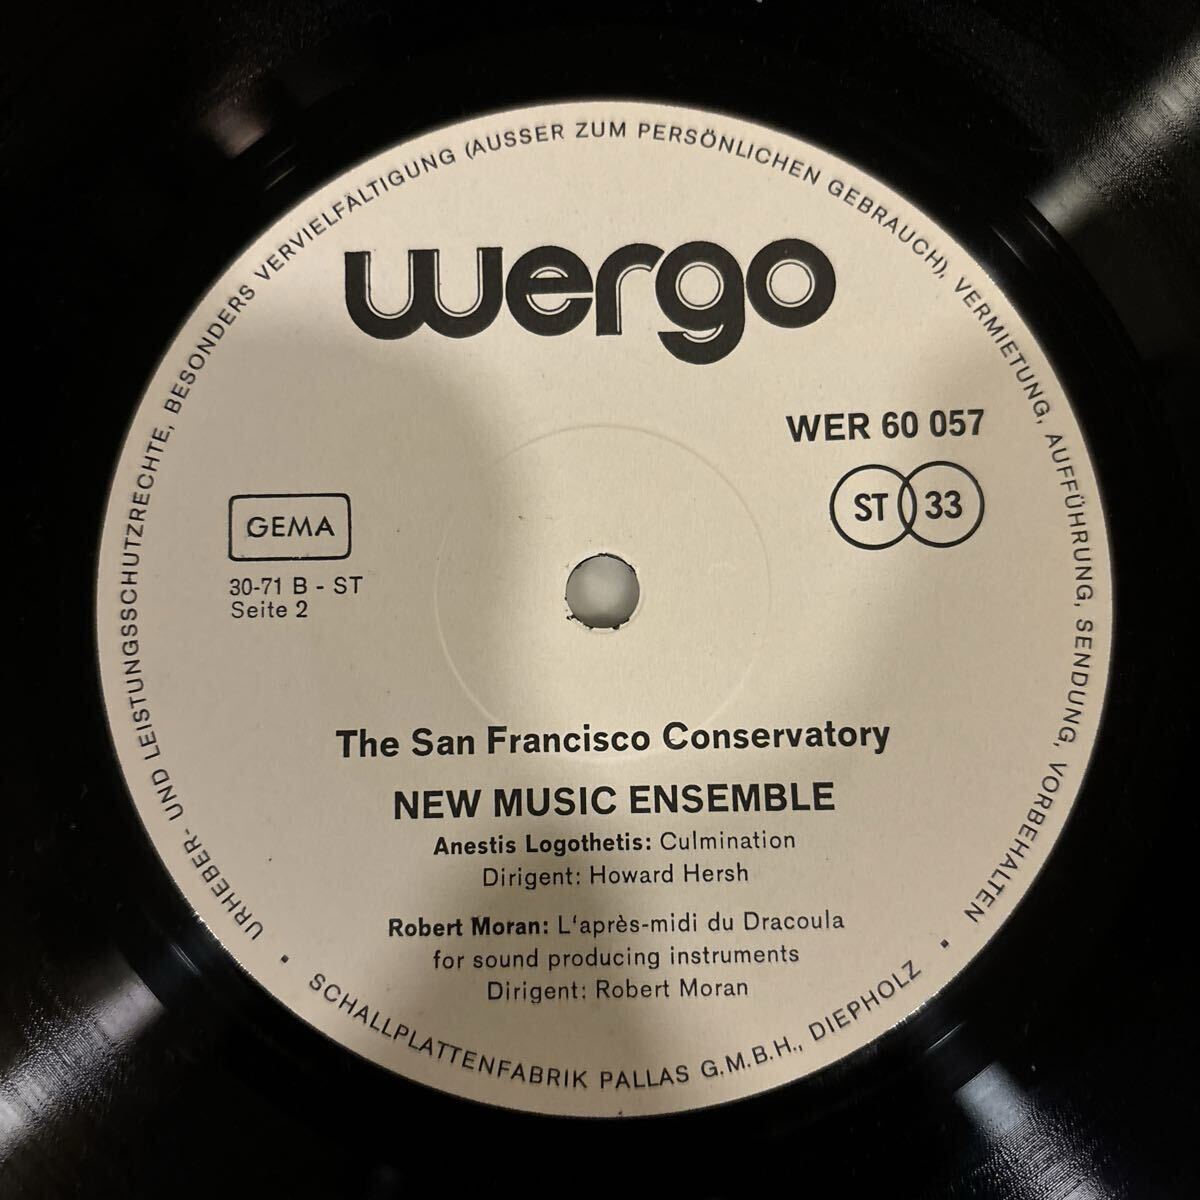 URHEBER- UND LEISTUNGSSCHUTZRECHTE, BESONDERS VERVIELFÄLTIGUNG (AUSSER ZUM PERSÖNLICHEN GEBRAUCH), VERMIETUNG, AUFFÜHRUNG, SENDUNG, VORBEHALTEN
wergo
WER 60 057
ST 33
GEMA
30-71 B - ST
Seite 2
The San Francisco Conservatory
NEW MUSIC ENSEMBLE
Anestis Logothetis: Culmination
Dirigent: Howard Hersh
Robert Moran: L'après-midi du Dracoula
for sound producing instruments
Dirigent: Robert Moran
• SCHALLPLATTENFABRIK PALLAS G.M.B.H., DIEPHOLZ •